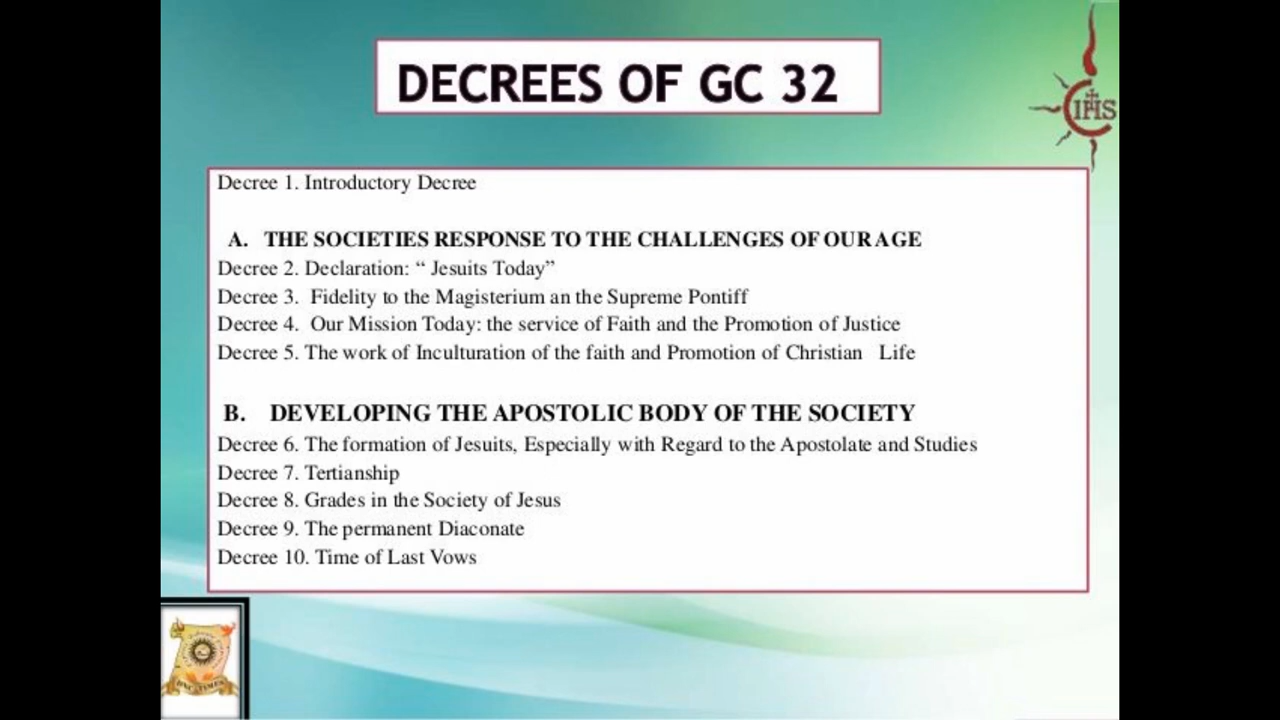 DECREES OF GC 32
IHS
Decree 1. Introductory Decree
A. THE SOCIETIES RESPONSE TO THE CHALLENGES OF OUR AGE
Decree 2. Declaration: “ Jesuits Today”
Decree 3. Fidelity to the Magisterium an the Supreme Pontiff
Decree 4. Our Mission Today: the service of Faith and the Promotion of Justice
Decree 5. The work of Inculturation of the faith and Promotion of Christian Life
B. DEVELOPING THE APOSTOLIC BODY OF THE SOCIETY
Decree 6. The formation of Jesuits, Especially with Regard to the Apostolate and Studies
Decree 7. Tertianship
Decree 8. Grades in the Society of Jesus
Decree 9. The permanent Diaconate
Decree 10. Time of Last Vows